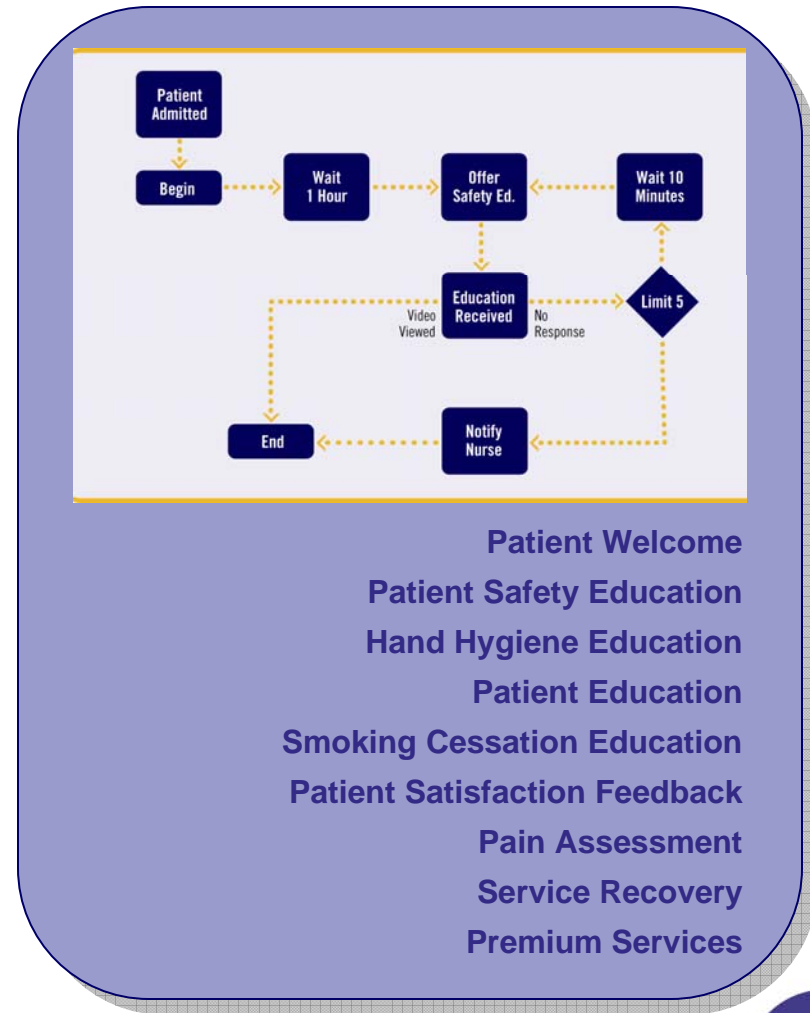 Patient
Admitted
Begin
Wait
1 Hour
Offer
Safety Ed.
Wait 10
Minutes
Education
Received
Video
Viewed
No
Response
Limit 5
End
Notify
Nurse
Patient Welcome
Patient Safety Education
Hand Hygiene Education
Patient Education
Smoking Cessation Education
Patient Satisfaction Feedback
Pain Assessment
Service Recovery
Premium Services